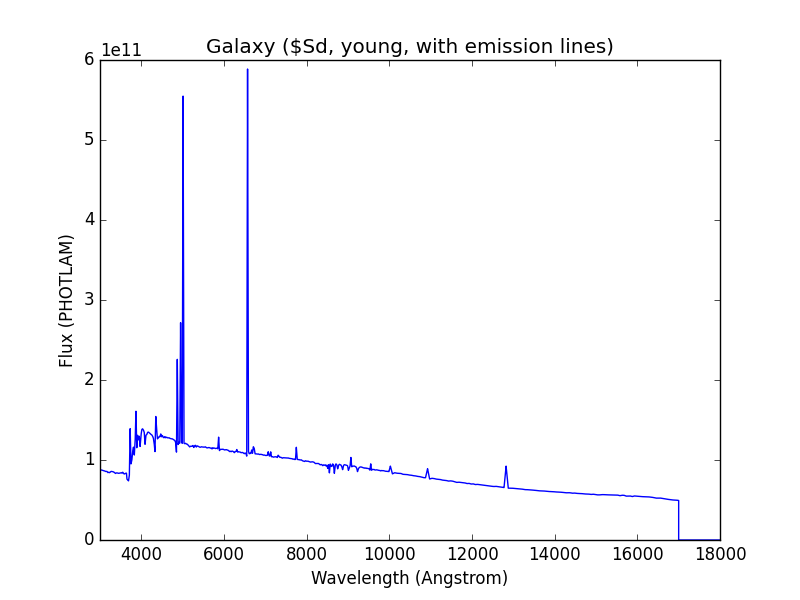 Galaxy ($Sd, young, with emission lines)
1e11
6
5
4
3
2
1
0
Flux (PHOTLAM)
4000 6000 8000 10000 12000 14000 16000 18000
Wavelength (Angstrom)